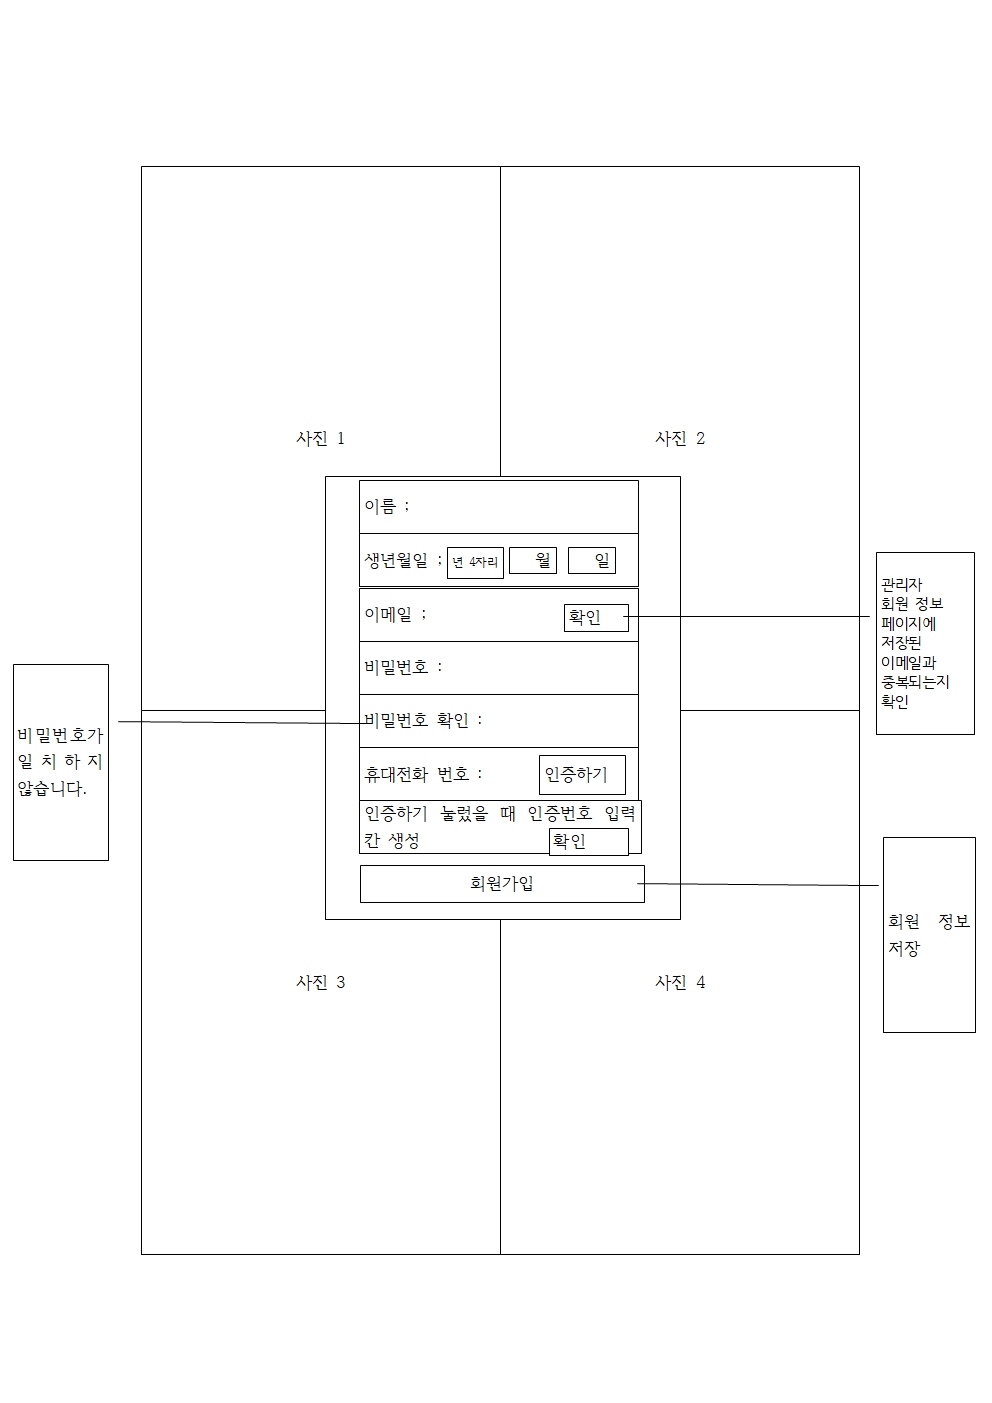 사진 1
사진 2
이름 ;
생년월일 ; 년 4자리 월 일
이메일 ; 확인
비밀번호 :
비밀번호 확인 :
휴대전화 번호 : 인증하기
인증하기 눌렀을 때 인증번호 입력
칸 생성 확인
회원가입
관리자
회원 정보
페이지에
저장된
이메일과
중복되는지
확인
비밀번호가
일 치 하 지
않습니다.
회원 정보
저장
사진 3
사진 4